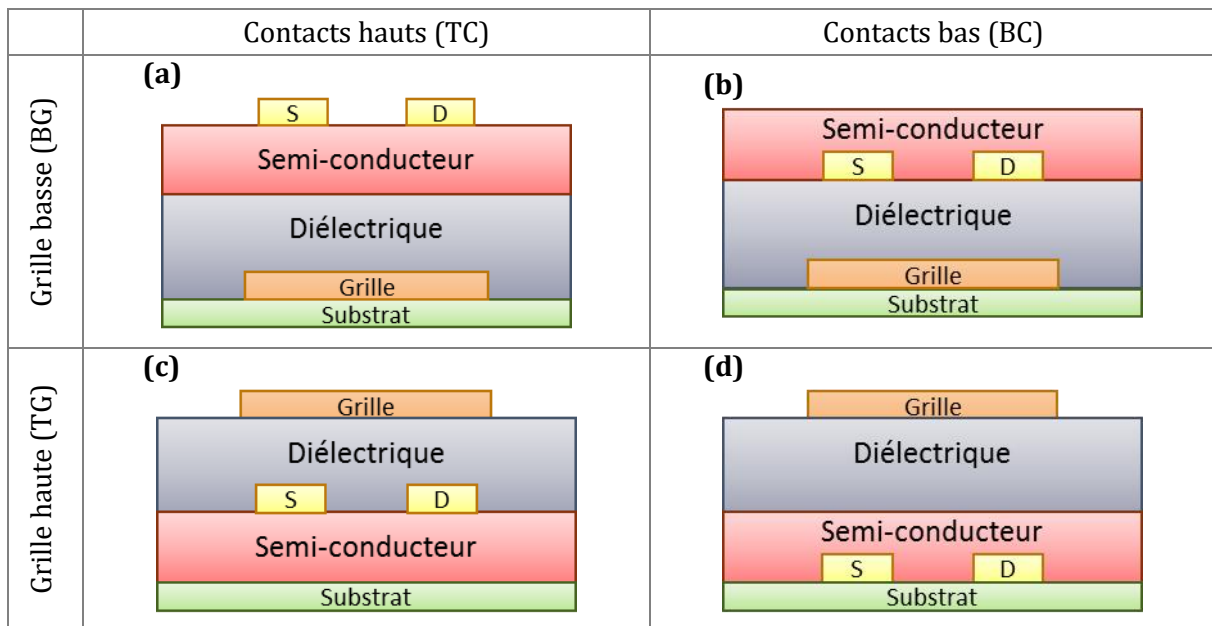 Contacts hauts (TC)
Contacts bas (BC)
Grille basse (BG)
(a)
S
D
Semi-conducteur
Diélectrique
Grille
Substrat
(b)
Semi-conducteur
S
D
Diélectrique
Grille
Substrat
Grille haute (TG)
(c)
Grille
Diélectrique
S
D
Semi-conducteur
Substrat
(d)
Grille
Diélectrique
Semi-conducteur
S
D
Substrat